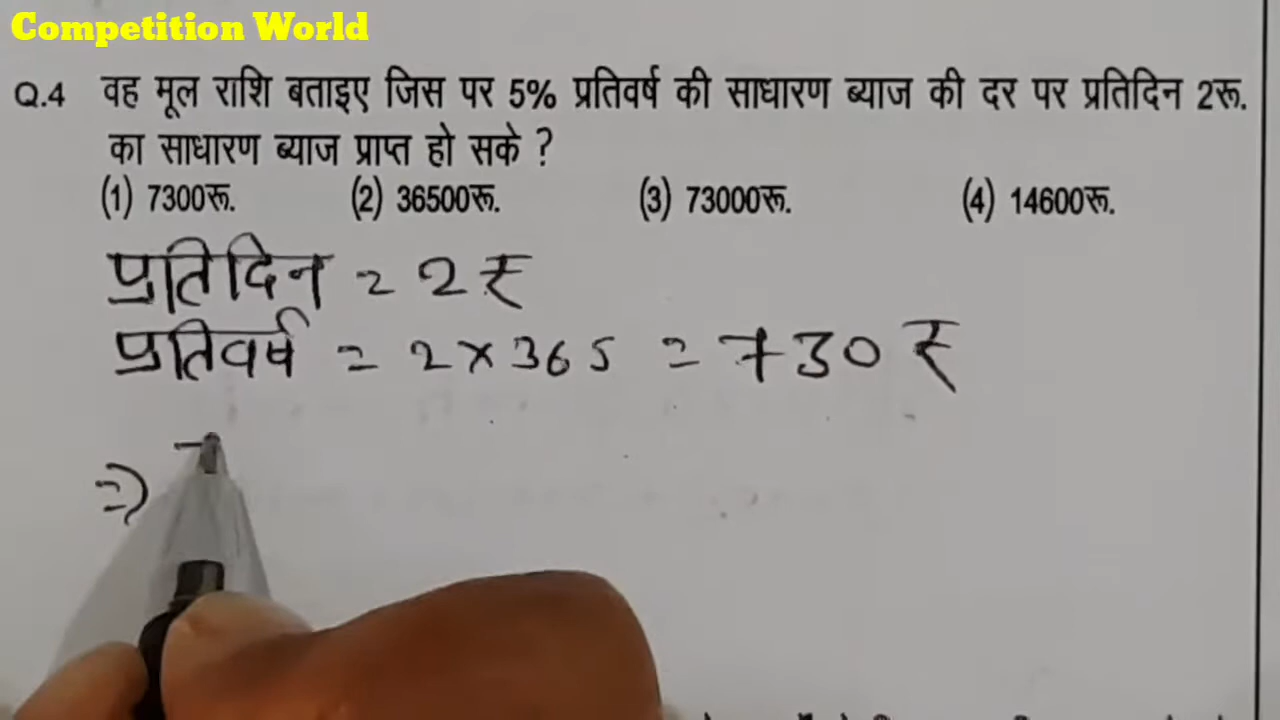 Competition World
Q.4 वह मूल राशि बताइए जिस पर 5% प्रतिवर्ष की साधारण ब्याज की दर पर प्रतिदिन 2रू.
का साधारण ब्याज प्राप्त हो सके ?
(1) 7300रू. (2) 36500रू. (3) 73000रू. (4) 14600रू.
प्रतिदिन = 2₹
प्रतिवर्ष = 2×365 = 730 ₹
⇒